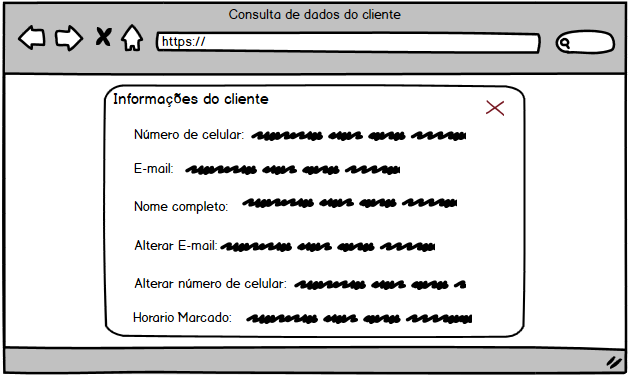 Consulta de dados do cliente
https://
Informações do cliente
Número de celular:
E-mail:
Nome completo:
Alterar E-mail:
Alterar número de celular:
Horario Marcado: